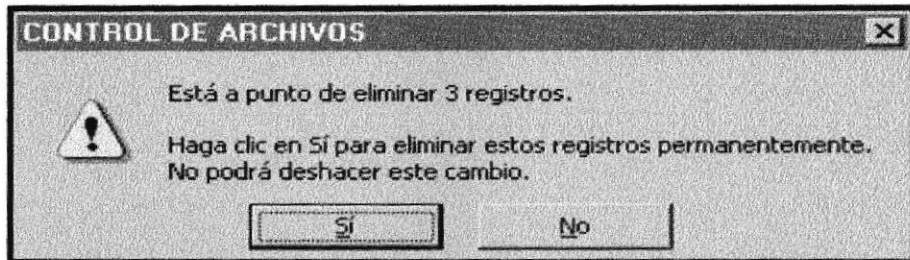 CONTROL DE ARCHIVOS
Está a punto de eliminar 3 registros.
Haga clic en Sí para eliminar estos registros permanentemente.
No podrá deshacer este cambio.
Sí
No